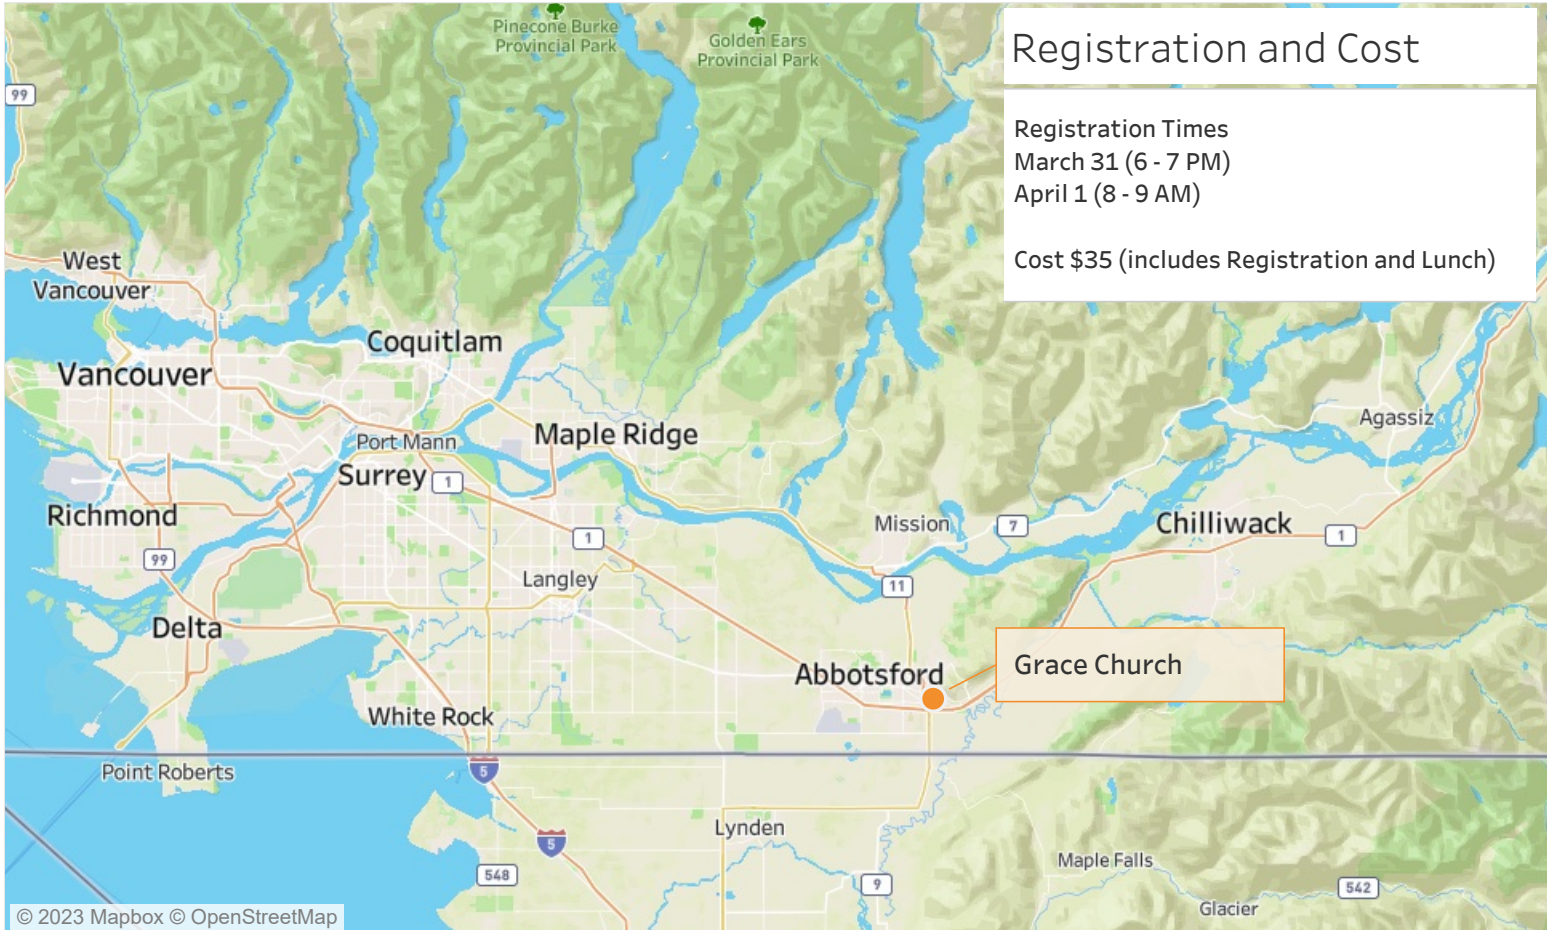 Pinecone Burke
Provincial Park
Golden Ears
Provincial Park
Registration and Cost
99
Registration Times
March 31 (6 - 7 PM)
April 1 (8 - 9 AM)
Cost $35 (includes Registration and Lunch)
West
Vancouver
Coquitlam
Vancouver
Agassiz
Maple Ridge
Port Mann
Surrey
1
Richmond
Mission
7
Chilliwack
1
1
99
Langley
11
Delta
Grace Church
Abbotsford
White Rock
Point Roberts
5
Lynden
5
Maple Falls
548
9
542
Glacier
© 2023 Mapbox © OpenStreetMap